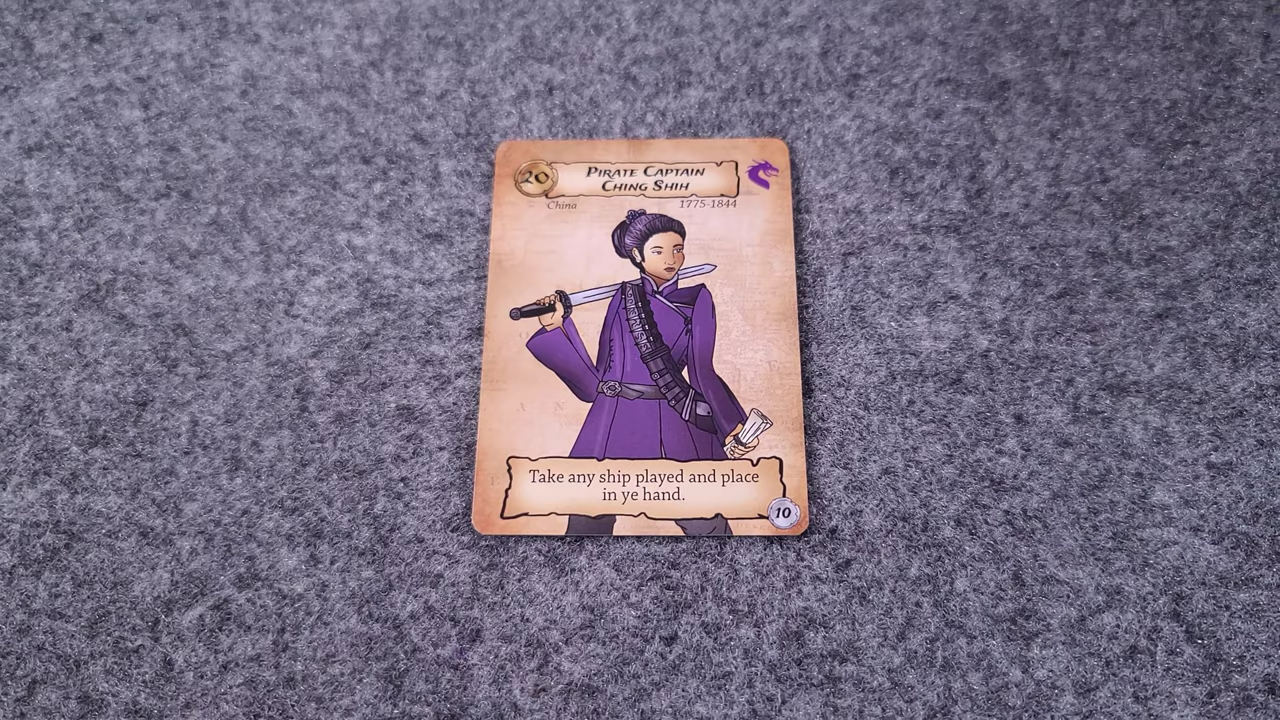 20
Pirate Captain
Ching Shih
China 1775-1844
Take any ship played and place
in ye hand.
10